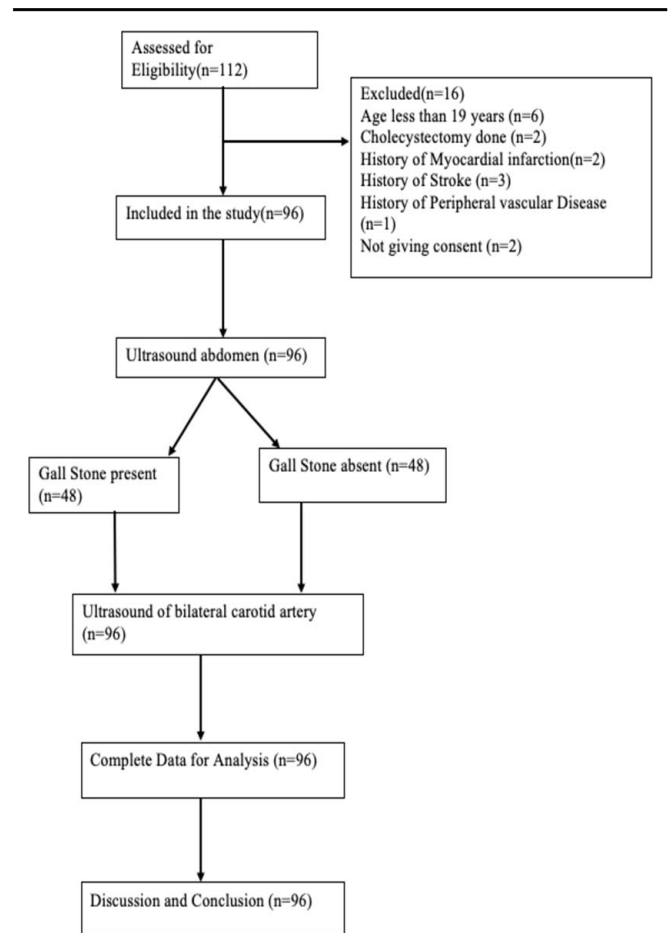 Assessed for
Eligibility(n=112)
Excluded(n=16)
Age less than 19 years (n=6)
Cholecystectomy done (n=2)
History of Myocardial infarction(n=2)
History of Stroke (n=3)
History of Peripheral vascular Disease
(n=1)
Not giving consent (n=2)
Included in the study(n=96)
Ultrasound abdomen (n=96)
Gall Stone present
(n=48)
Gall Stone absent (n=48)
Ultrasound of bilateral carotid artery
(n=96)
Complete Data for Analysis (n=96)
Discussion and Conclusion (n=96)